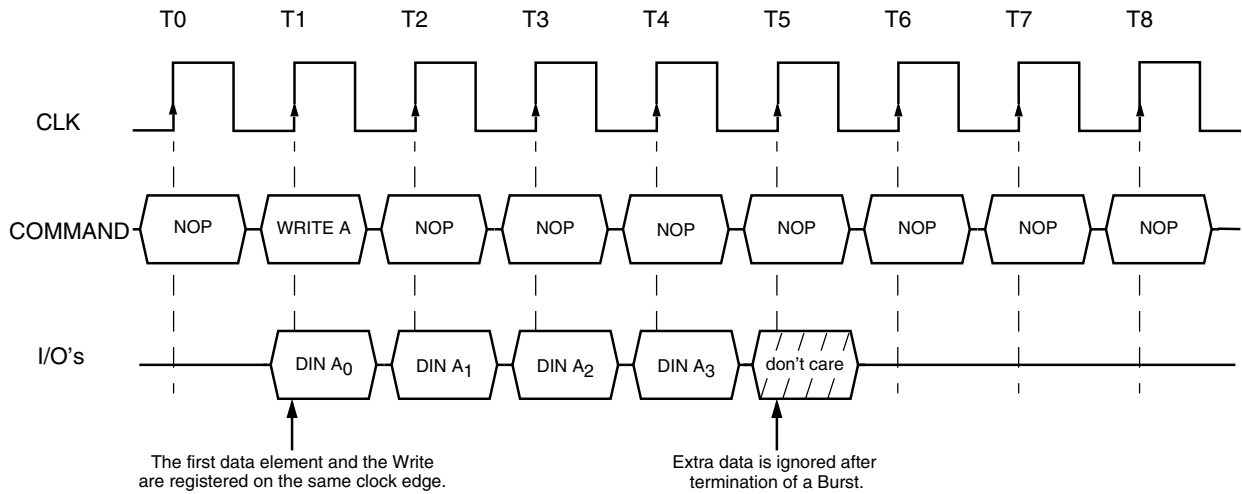 T0 T1 T2 T3 T4 T5 T6 T7 T8
CLK
COMMAND NOP WRITE A NOP NOP NOP NOP NOP NOP NOP
I/O's DIN A0 DIN A1 DIN A2 DIN A3 don't care
The first data element and the Write
are registered on the same clock edge.
Extra data is ignored after
termination of a Burst.